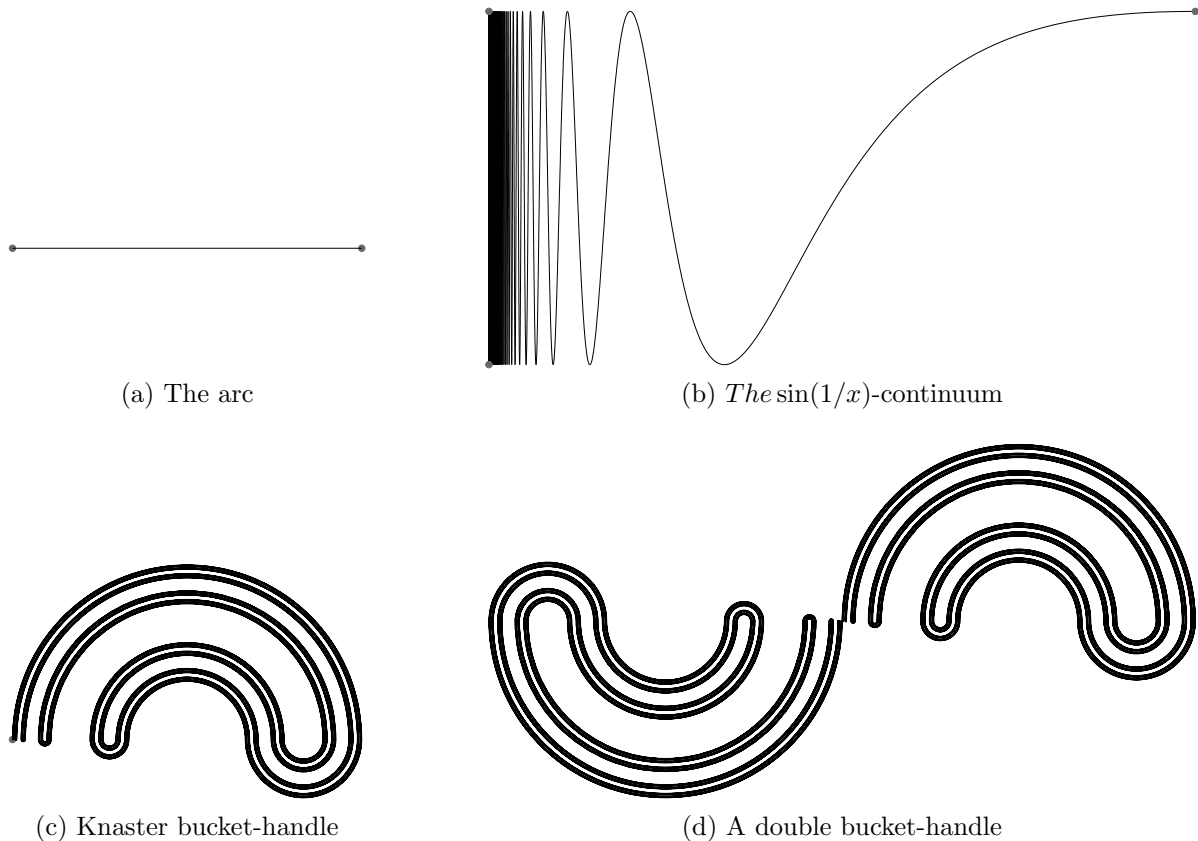 (a) The arc
(b) The sin(1/x)-continuum
(c) Knaster bucket-handle
(d) A double bucket-handle